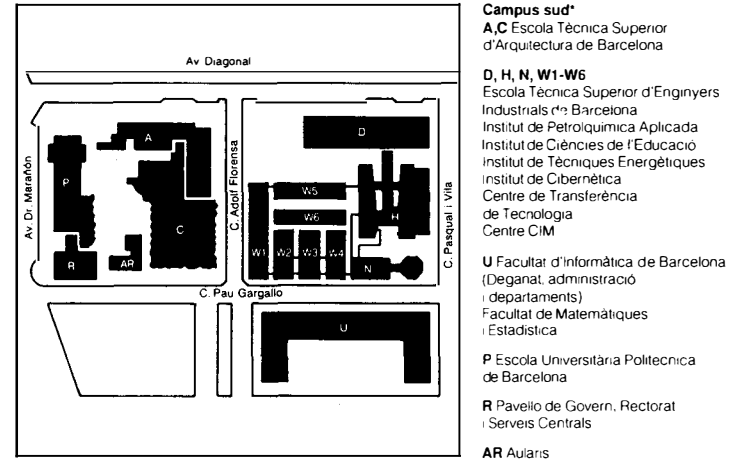 Av Diagonal
Av. Dr. Marañón
C. Adolf Florensa
C. Pasqual i Vila
C. Pau Gargallo
A
P
C
R
AR
D
W5
W6
H
W1
W2
W3
W4
N
U
Campus sud*
A,C Escola Tècnica Superior
d'Arquitectura de Barcelona
D, H, N, W1-W6
Escola Tècnica Superior d'Enginyers
Industrials de Barcelona
Institut de Petrolquímica Aplicada
Institut de Ciències de l'Educació
Institut de Tècniques Energètiques
Institut de Cibernètica
Centre de Transferència
de Tecnologia
Centre CIM
U Facultat d'Informàtica de Barcelona
(Deganat, administració
i departaments)
Facultat de Matemàtiques
i Estadística
P Escola Universitària Politècnica
de Barcelona
R Pavelló de Govern, Rectorat
i Serveis Centrals
AR Aularis